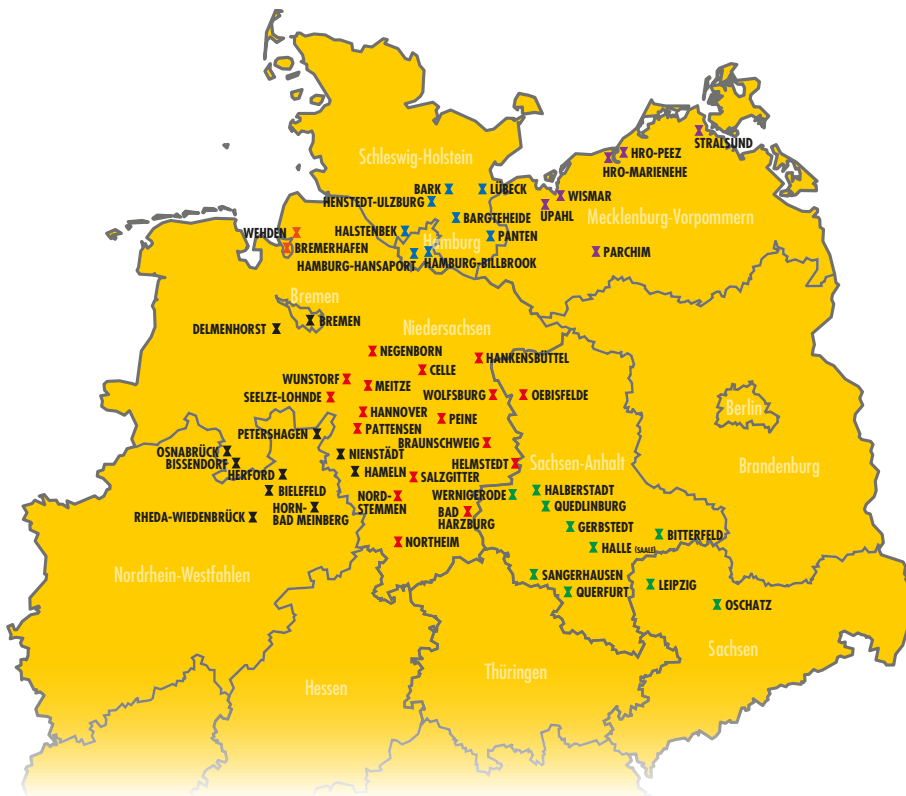 STRALSUND
HRO-PEEZ
HRO-MARIENEHE
Schleswig-Holstein
BARK
LÜBECK
WISMAR
HENSTEDT-ULZBURG
UPAHL
Mecklenburg-Vorpommern
BARGTEHEIDE
WEHDEN
HALSTENBEK
PANTEN
Hamburg
BREMERHAFEN
PARCHIM
HAMBURG-HANSAPORT
HAMBURG-BILLBROOK
Bremen
BREMEN
DELMENHORST
Niedersachsen
NEGENBORN
HANKENSBÜTTEL
CELLE
WUNSTORF
MEITZE
SEELZE-LOHNDE
WOLFSBURG
OEBISFELDE
Berlin
HANNOVER
PEINE
PATTENSEN
PETERSHAGEN
BRAUNSCHWEIG
OSNABRÜCK
NIENSTÄDT
BISSENDORF
HELMSTEDT
Sachsen-Anhalt
Brandenburg
HERFORD
HAMELN
SALZGITTER
BIELEFELD
NORD-
STEMMEN
WERNIGERODE
HALBERSTADT
HORN-
BAD MEINBERG
BAD
HARZBURG
QUEDLINBURG
RHEDA-WIEDENBRÜCK
GERBSTEDT
BITTERFELD
NORTHEIM
HALLE (SAALE)
Nordrhein-Westfahlen
SANGERHAUSEN
LEIPZIG
QUERFURT
OSCHATZ
Sachsen
Thüringen
Hessen